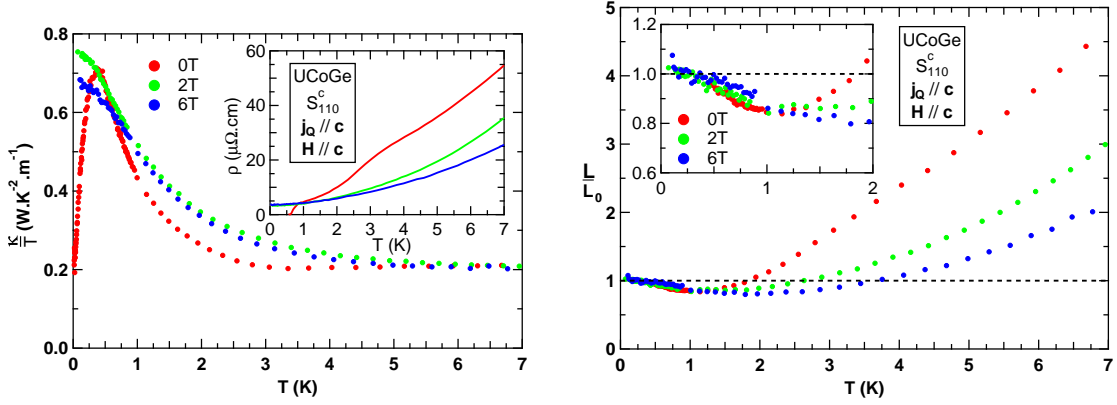 0.8
0.6
0.4
0.2
0.0
κ/T (W.K⁻².m⁻¹)
0 1 2 3 4 5 6 7
T (K)
0T
2T
6T
60
40
20
0
ρ (μΩ.cm)
0 1 2 3 4 5 6 7
T (K)
UCoGe
S₁₁₀ᶜ
j_Q // c
H // c
5
4
3
2
1
0
L/L₀
0 1 2 3 4 5 6 7
T (K)
1.2
1.0
0.8
0.6
0 1 2
0T
2T
6T
UCoGe
S₁₁₀ᶜ
j_Q // c
H // c